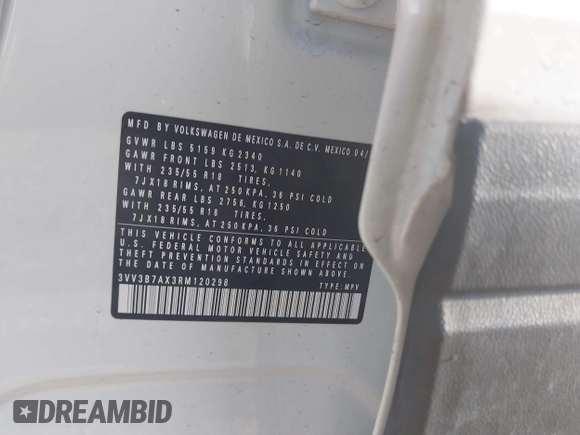 MFD BY VOLKSWAGEN DE MEXICO S.A. DE C.V. MEXICO 04/
GVWR LBS 5159 KG 2340
GAWR FRONT LBS 2513, KG 1140
WITH 235/55 R18 TIRES,
7JX18 RIMS, AT 250 KPA, 36 PSI COLD
GAWR REAR LBS 2756, KG 1250
WITH 235/55 R18 TIRES,
7JX18 RIMS, AT 250 KPA, 36 PSI COLD
THIS VEHICLE CONFORMS TO ALL APPLICABLE
U.S. FEDERAL MOTOR VEHICLE SAFETY AND
THEFT PREVENTION STANDARDS IN EFFECT ON
THE DATE OF MANUFACTURE SHOWN ABOVE.
3VV3B7AX3RM120298 TYPE: MPV
DREAMBID